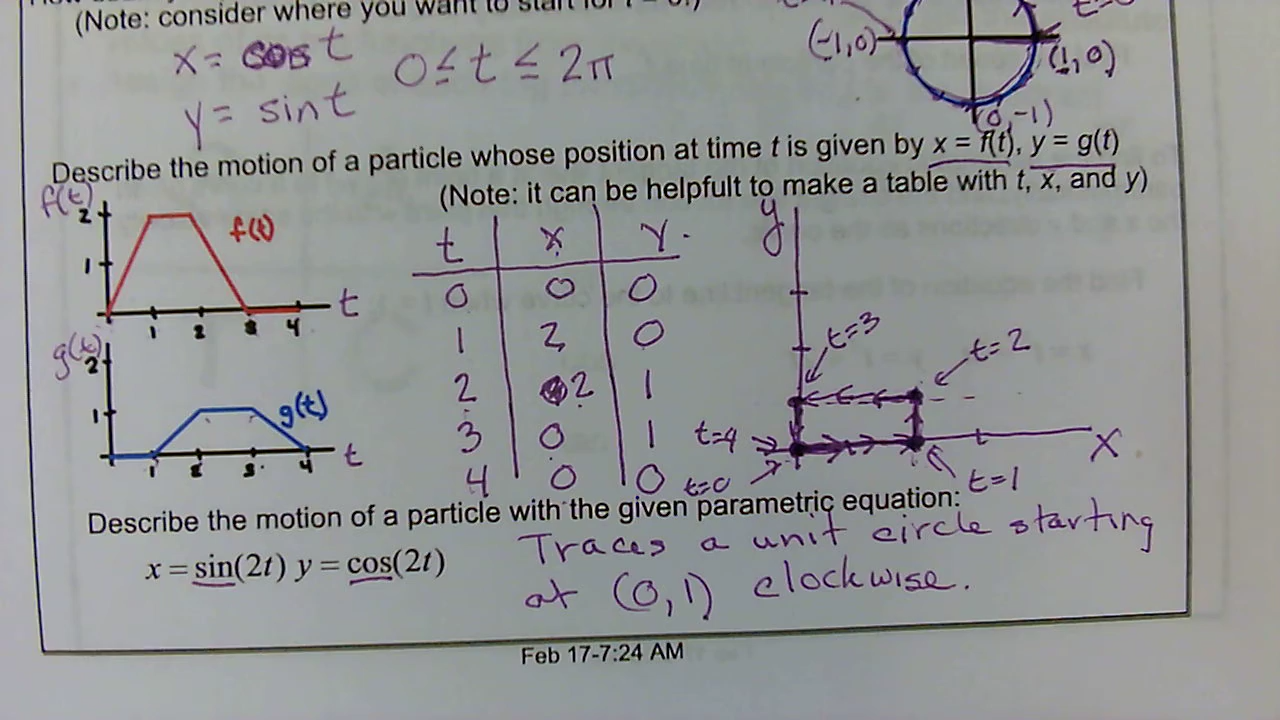 (Note: consider where you want to start for t = 0.)
x = cos t
0 ≤ t ≤ 2π
y = sin t
(-1,0)
(1,0)
(0,-1)
Describe the motion of a particle whose position at time t is given by x = f(t), y = g(t)
(Note: it can be helpfult to make a table with t, x, and y)
f(t)
2
1
f(t)
1 2 3 4 t
g(t)
2
1
g(t)
1 2 3 4 t
t x y
0 0 0
1 2 0
2 2 1
3 0 1
4 0 0
y
t=3
t=2
t=4
t=0
t=1
x
Describe the motion of a particle with the given parametric equation:
x = sin(2t) y = cos(2t)
Traces a unit circle starting
at (0,1) clockwise.
Feb 17-7:24 AM